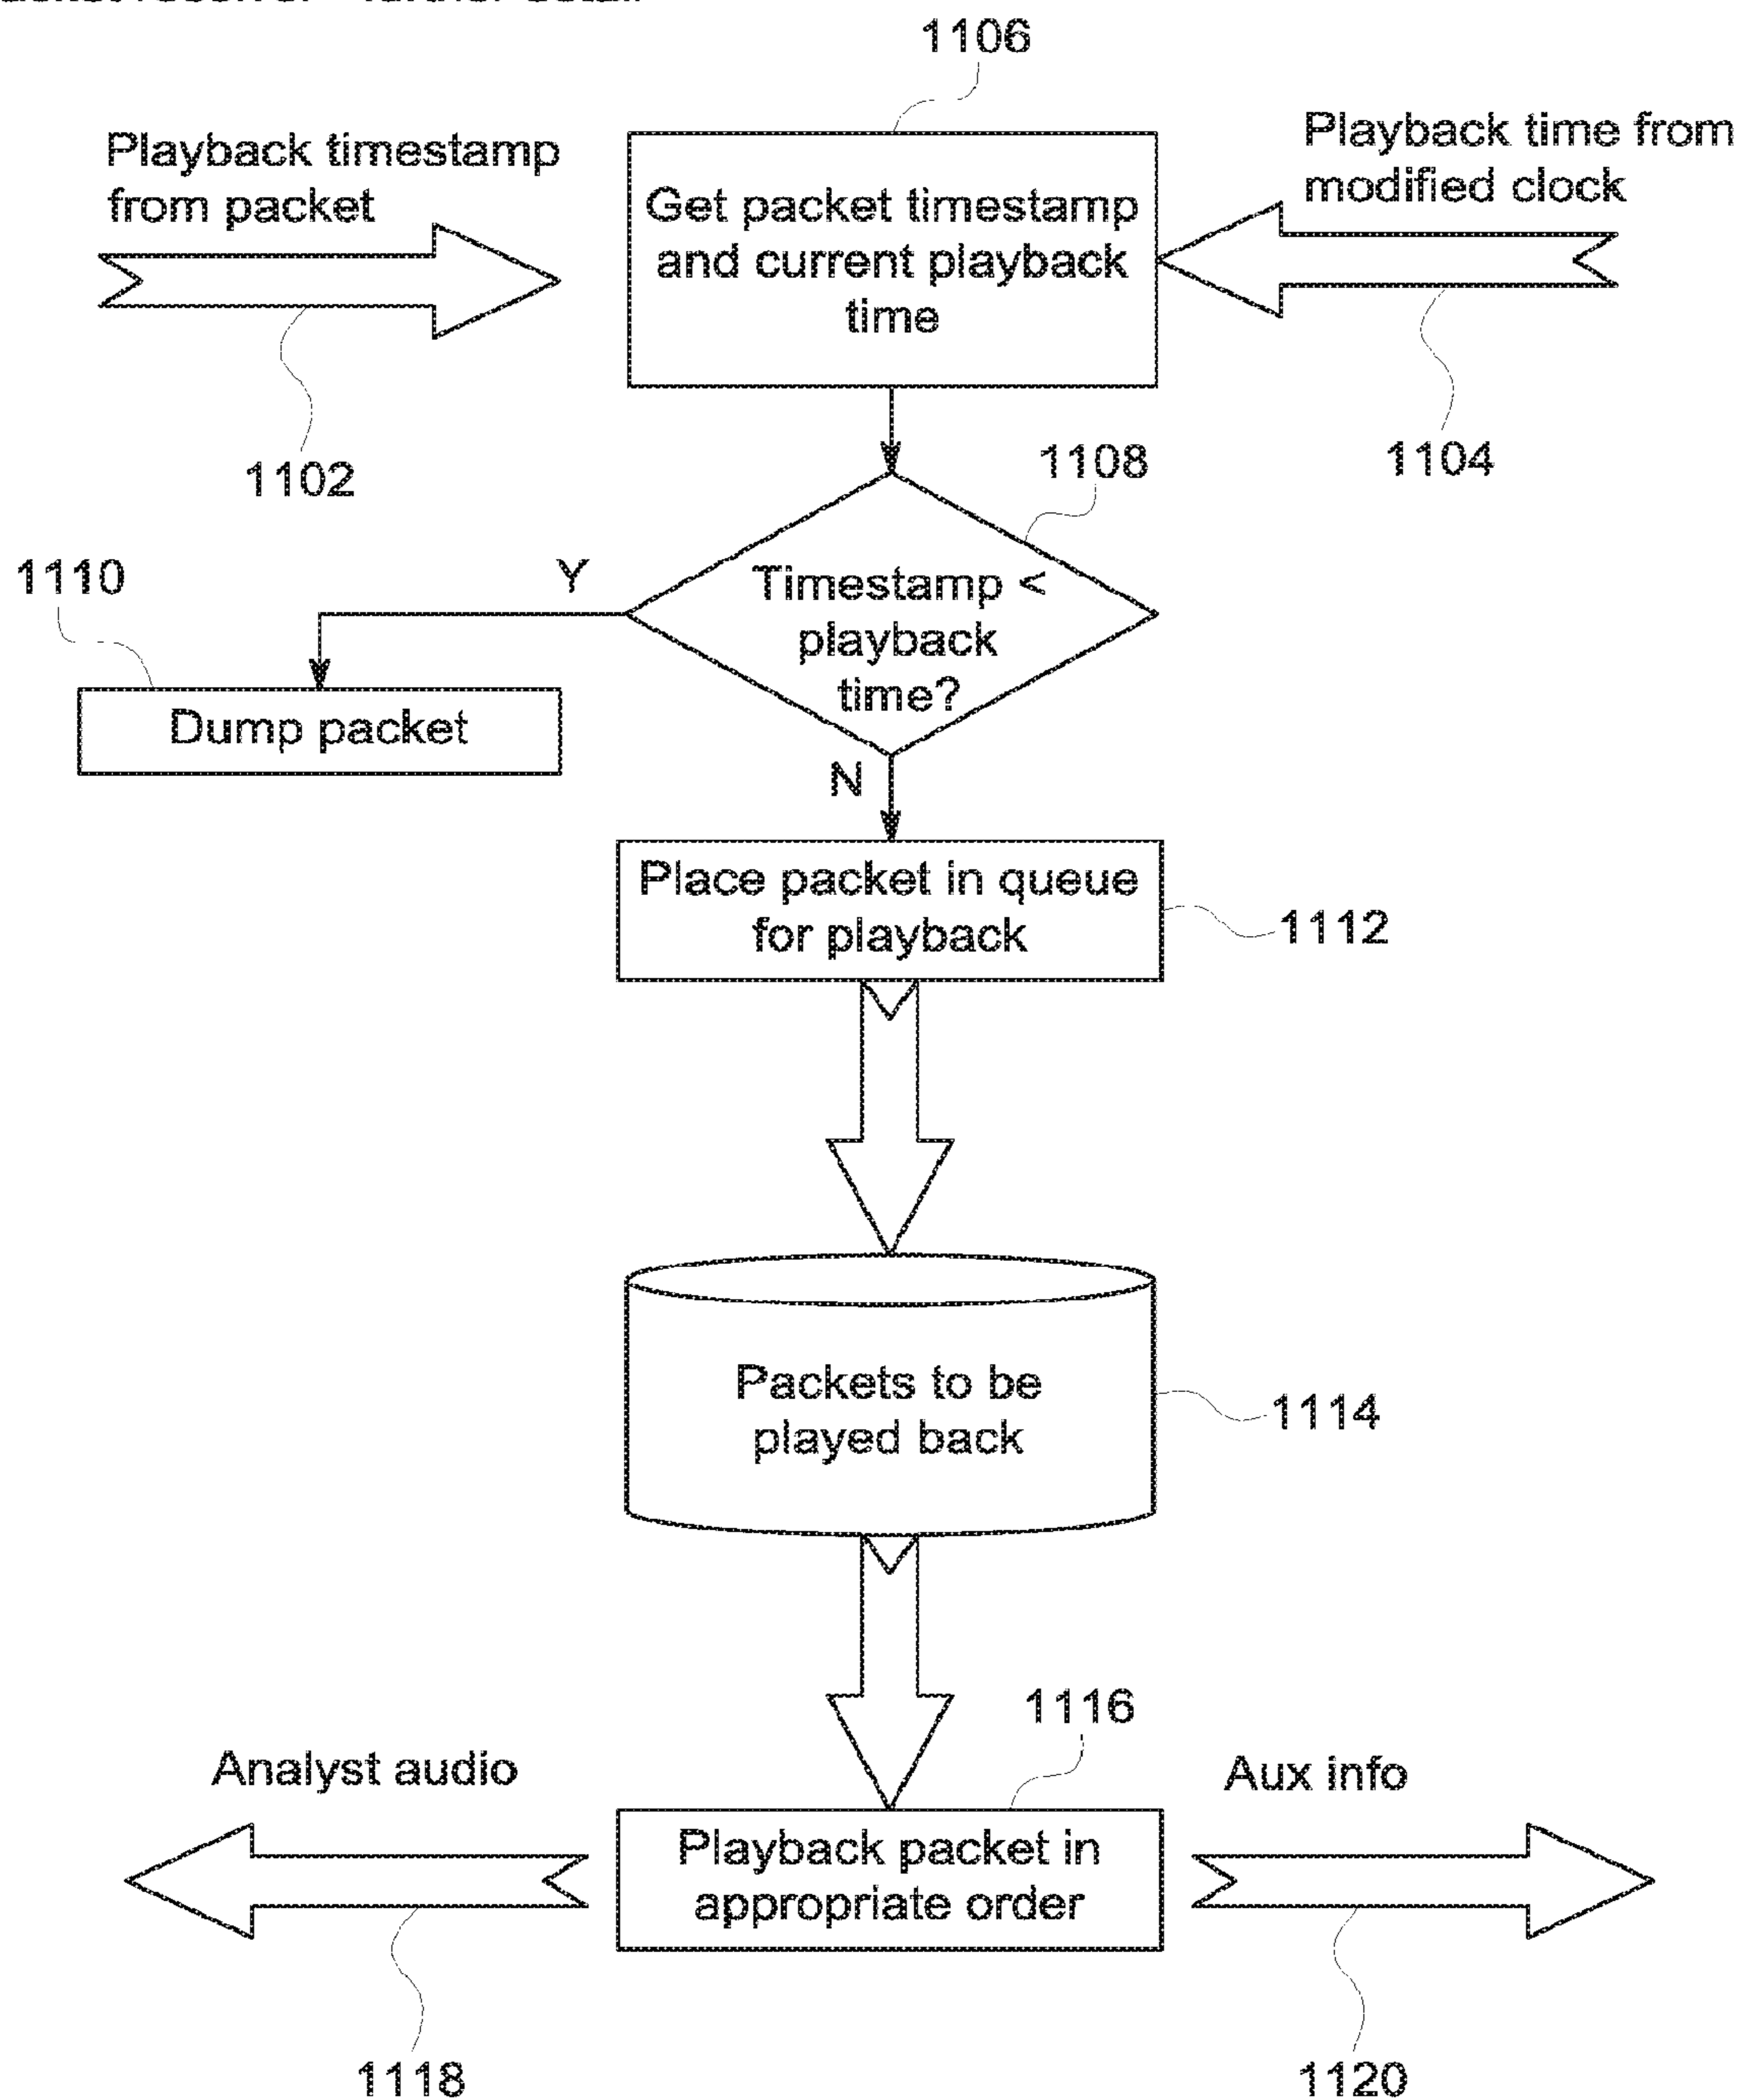 1106
Playback timestamp
from packet
Playback time from
modified clock
Get packet timestamp
and current playback
time
1102
1104
1108
1110
Y
Timestamp <
playback
time?
Dump packet
N
Place packet in queue
for playback
1112
Packets to be
played back
1114
1116
Analyst audio
Aux info
Playback packet in
appropriate order
1118
1120